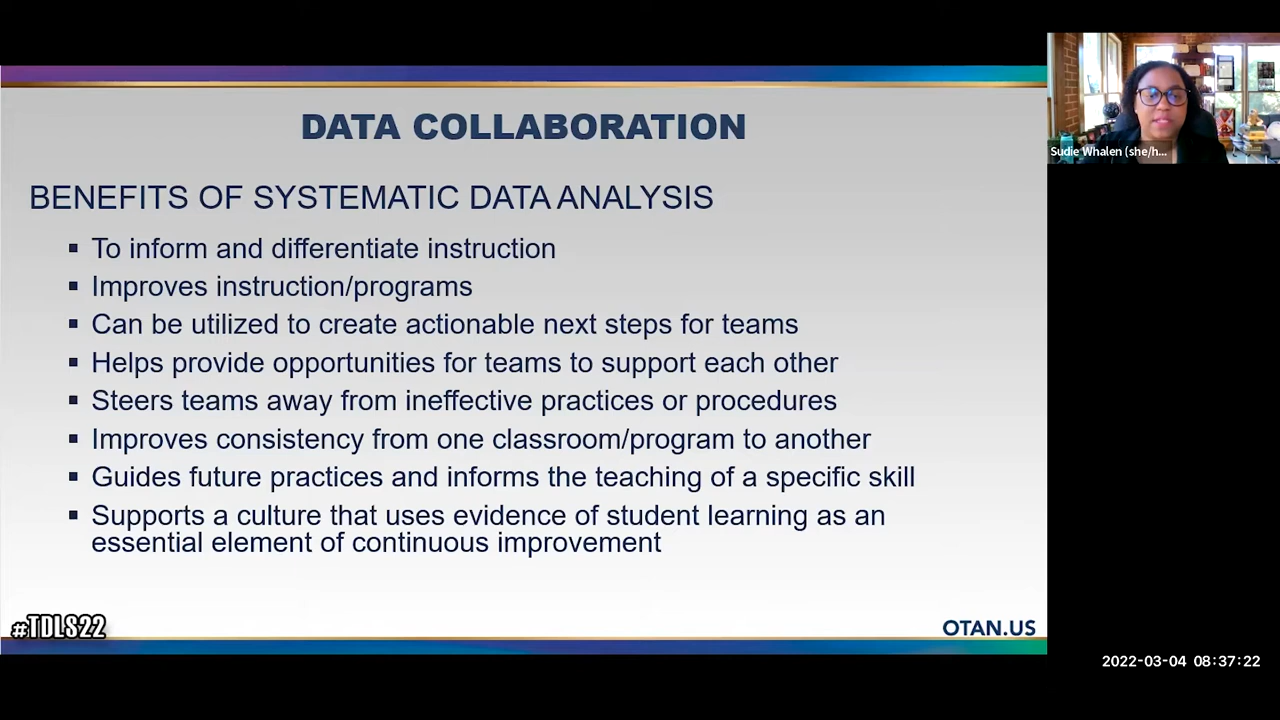 DATA COLLABORATION
BENEFITS OF SYSTEMATIC DATA ANALYSIS
▪ To inform and differentiate instruction
▪ Improves instruction/programs
▪ Can be utilized to create actionable next steps for teams
▪ Helps provide opportunities for teams to support each other
▪ Steers teams away from ineffective practices or procedures
▪ Improves consistency from one classroom/program to another
▪ Guides future practices and informs the teaching of a specific skill
▪ Supports a culture that uses evidence of student learning as an
essential element of continuous improvement
#TDLS22
OTAN.US
Sudie Whalen (she/h...
2022-03-04 08:37:22